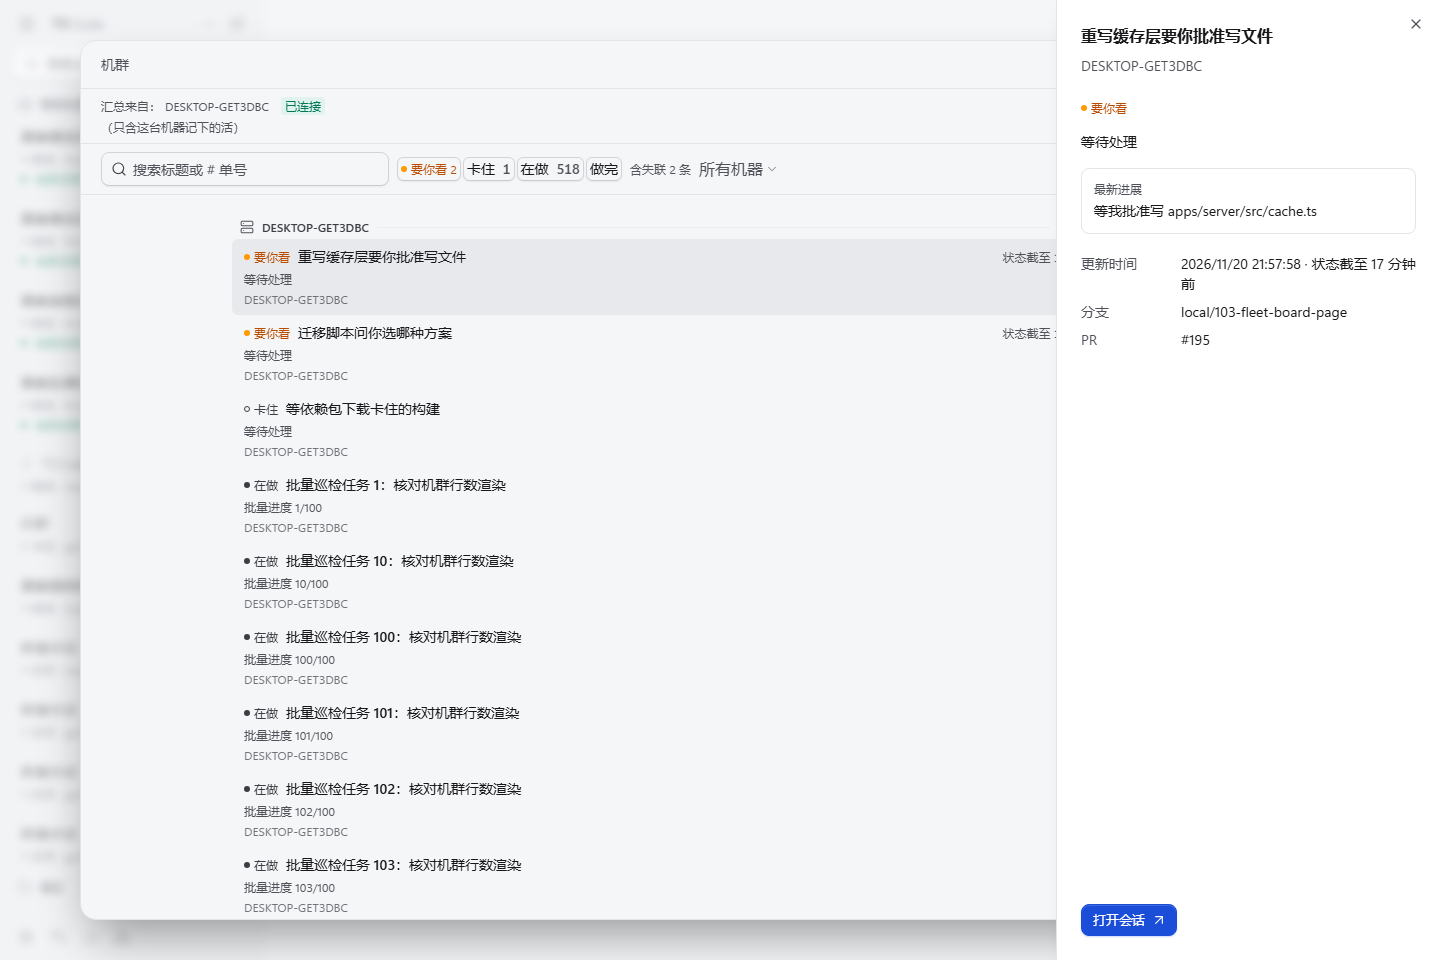 机群
汇总来自： DESKTOP-GET3DBC 已连接
（只含这台机器记下的活）
搜索标题或 # 单号
要你看 2 卡住 1 在做 518 做完 含失联 2 条 所有机器
DESKTOP-GET3DBC
要你看 重写缓存层要你批准写文件 状态截至
等待处理
DESKTOP-GET3DBC
要你看 迁移脚本问你选哪种方案 状态截至
等待处理
DESKTOP-GET3DBC
卡住 等依赖包下载卡住的构建
等待处理
DESKTOP-GET3DBC
在做 批量巡检任务 1：核对机群行数渲染
批量进度 1/100
DESKTOP-GET3DBC
在做 批量巡检任务 10：核对机群行数渲染
批量进度 10/100
DESKTOP-GET3DBC
在做 批量巡检任务 100：核对机群行数渲染
批量进度 100/100
DESKTOP-GET3DBC
在做 批量巡检任务 101：核对机群行数渲染
批量进度 101/100
DESKTOP-GET3DBC
在做 批量巡检任务 102：核对机群行数渲染
批量进度 102/100
DESKTOP-GET3DBC
在做 批量巡检任务 103：核对机群行数渲染
批量进度 103/100
DESKTOP-GET3DBC
重写缓存层要你批准写文件
DESKTOP-GET3DBC
要你看
等待处理
最新进展
等我批准写 apps/server/src/cache.ts
更新时间 2026/11/20 21:57:58 · 状态截至 17 分钟
前
分支 local/103-fleet-board-page
PR #195
打开会话